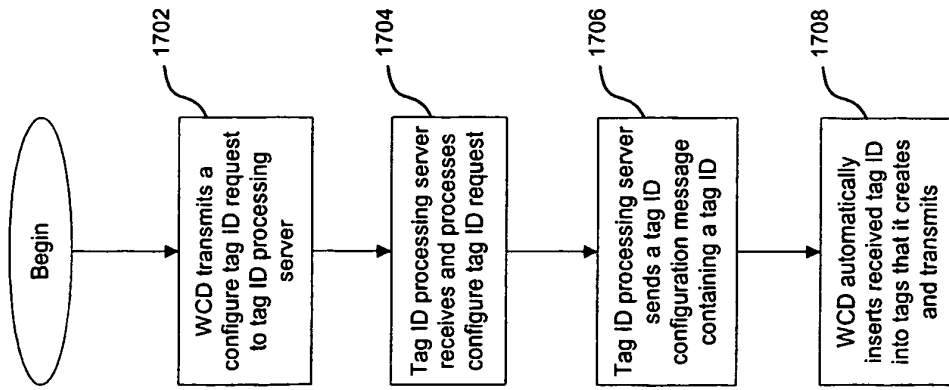 Begin
1702
WCD transmits a
configure tag ID request
to tag ID processing
server
1704
Tag ID processing server
receives and processes
configure tag ID request
1706
Tag ID processing server
sends a tag ID
configuration message
containing a tag ID
1708
WCD automatically
inserts received tag ID
into tags that it creates
and transmits